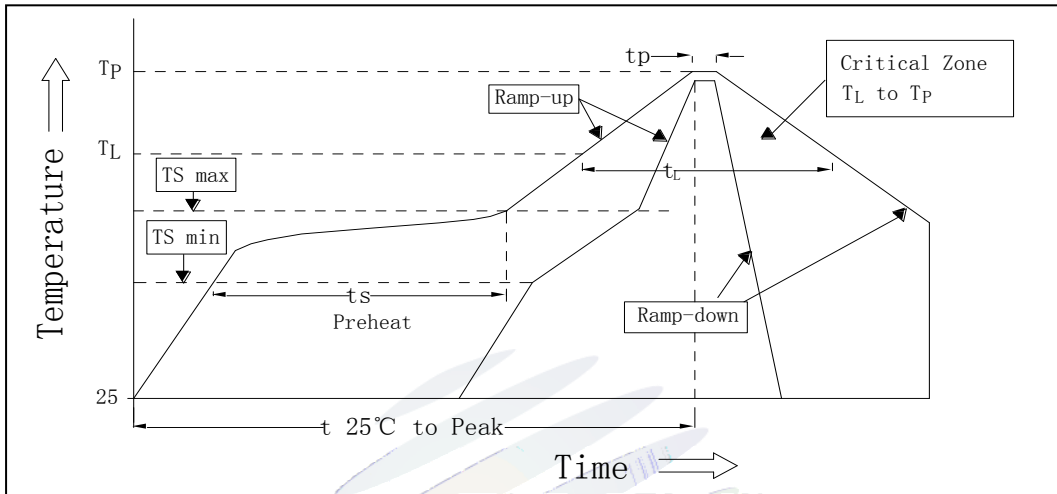 tp
TP
Critical Zone
TL to TP
Ramp-up
TL
TS max
tL
TS min
ts
Preheat
Ramp-down
25
t 25℃ to Peak
Time
Temperature